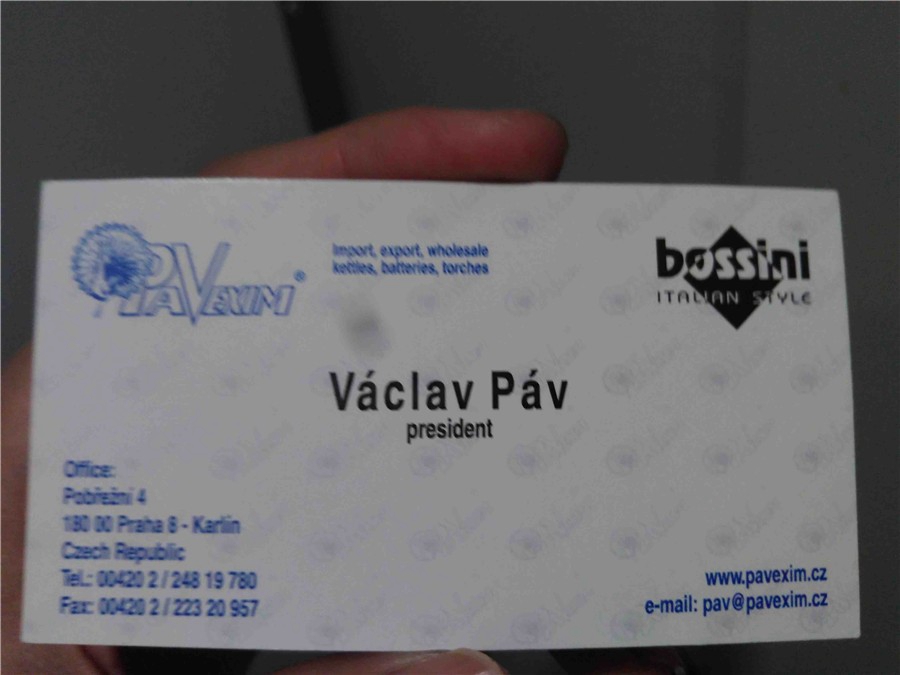 PAVEXIM®
Import, export, wholesale
kettles, batteries, torches
bossini
ITALIAN STYLE
Václav Páv
president
Office:
Pobřežní 4
180 00 Praha 8 - Karlín
Czech Republic
Tel.: 00420 2 / 248 19 780
Fax: 00420 2 / 223 20 957
www.pavexim.cz
e-mail: pav@pavexim.cz